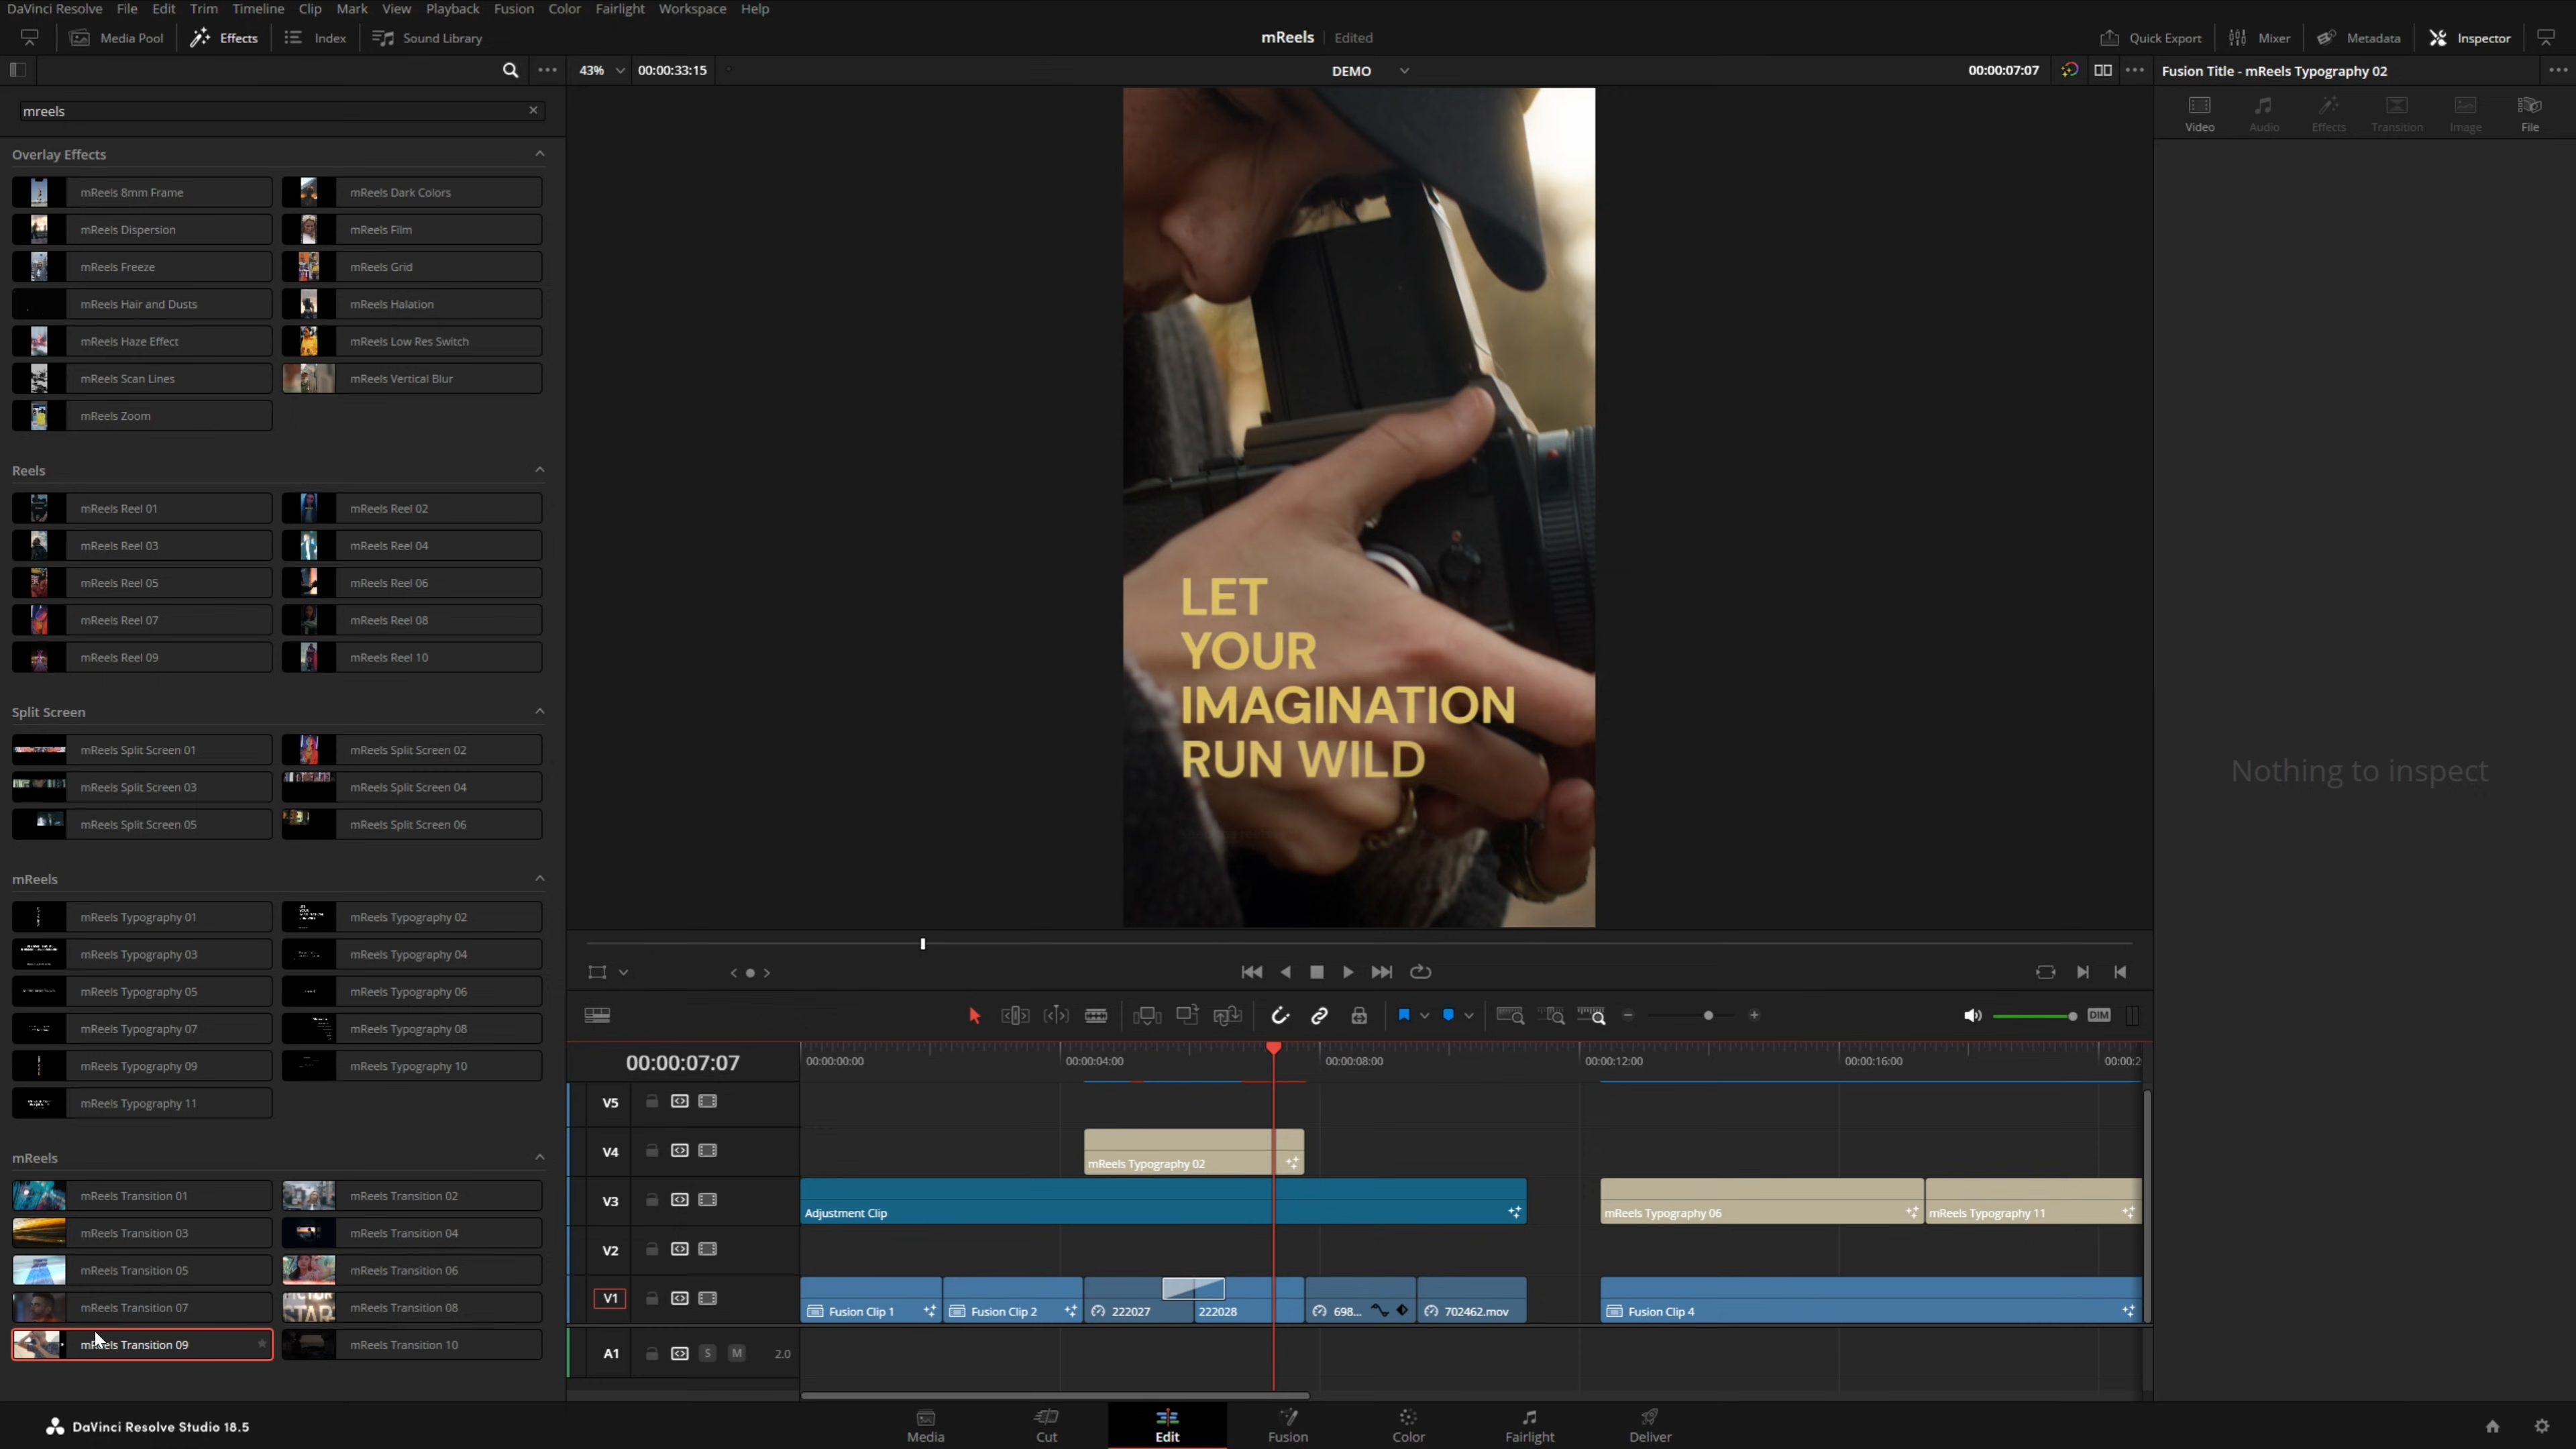 DaVinci Resolve File Edit Trim Timeline Clip Mark View Playback Fusion Color Fairlight Workspace Help
Media Pool Effects Index Sound Library mReels Edited Quick Export Mixer Metadata Inspector
43% 00:00:33:15 DEMO 00:00:07:07 Fusion Title - mReels Typography 02
mreels
Video Audio Effects Transition Image File
Overlay Effects
mReels 8mm Frame mReels Dark Colors
mReels Dispersion mReels Film
mReels Freeze mReels Grid
mReels Hair and Dusts mReels Halation
mReels Haze Effect mReels Low Res Switch
mReels Scan Lines mReels Vertical Blur
mReels Zoom
Reels
mReels Reel 01 mReels Reel 02
mReels Reel 03 mReels Reel 04
mReels Reel 05 mReels Reel 06
mReels Reel 07 mReels Reel 08
mReels Reel 09 mReels Reel 10
Split Screen
mReels Split Screen 01 mReels Split Screen 02
mReels Split Screen 03 mReels Split Screen 04
mReels Split Screen 05 mReels Split Screen 06
mReels
mReels Typography 01 mReels Typography 02
mReels Typography 03 mReels Typography 04
mReels Typography 05 mReels Typography 06
mReels Typography 07 mReels Typography 08
mReels Typography 09 mReels Typography 10
mReels Typography 11
mReels
mReels Transition 01 mReels Transition 02
mReels Transition 03 mReels Transition 04
mReels Transition 05 mReels Transition 06
mReels Transition 07 mReels Transition 08
mReels Transition 09 mReels Transition 10
LET
YOUR
IMAGINATION
RUN WILD
Nothing to inspect
DIM
00:00:07:07 00:00:00:00 00:00:04:00 00:00:08:00 00:00:12:00 00:00:16:00 00:00:2
V5
V4 mReels Typography 02
V3 Adjustment Clip mReels Typography 06 mReels Typography 11
V2
V1 Fusion Clip 1 Fusion Clip 2 222027 222028 698... 702462.mov Fusion Clip 4
A1 S M 2.0
DaVinci Resolve Studio 18.5 Media Cut Edit Fusion Color Fairlight Deliver